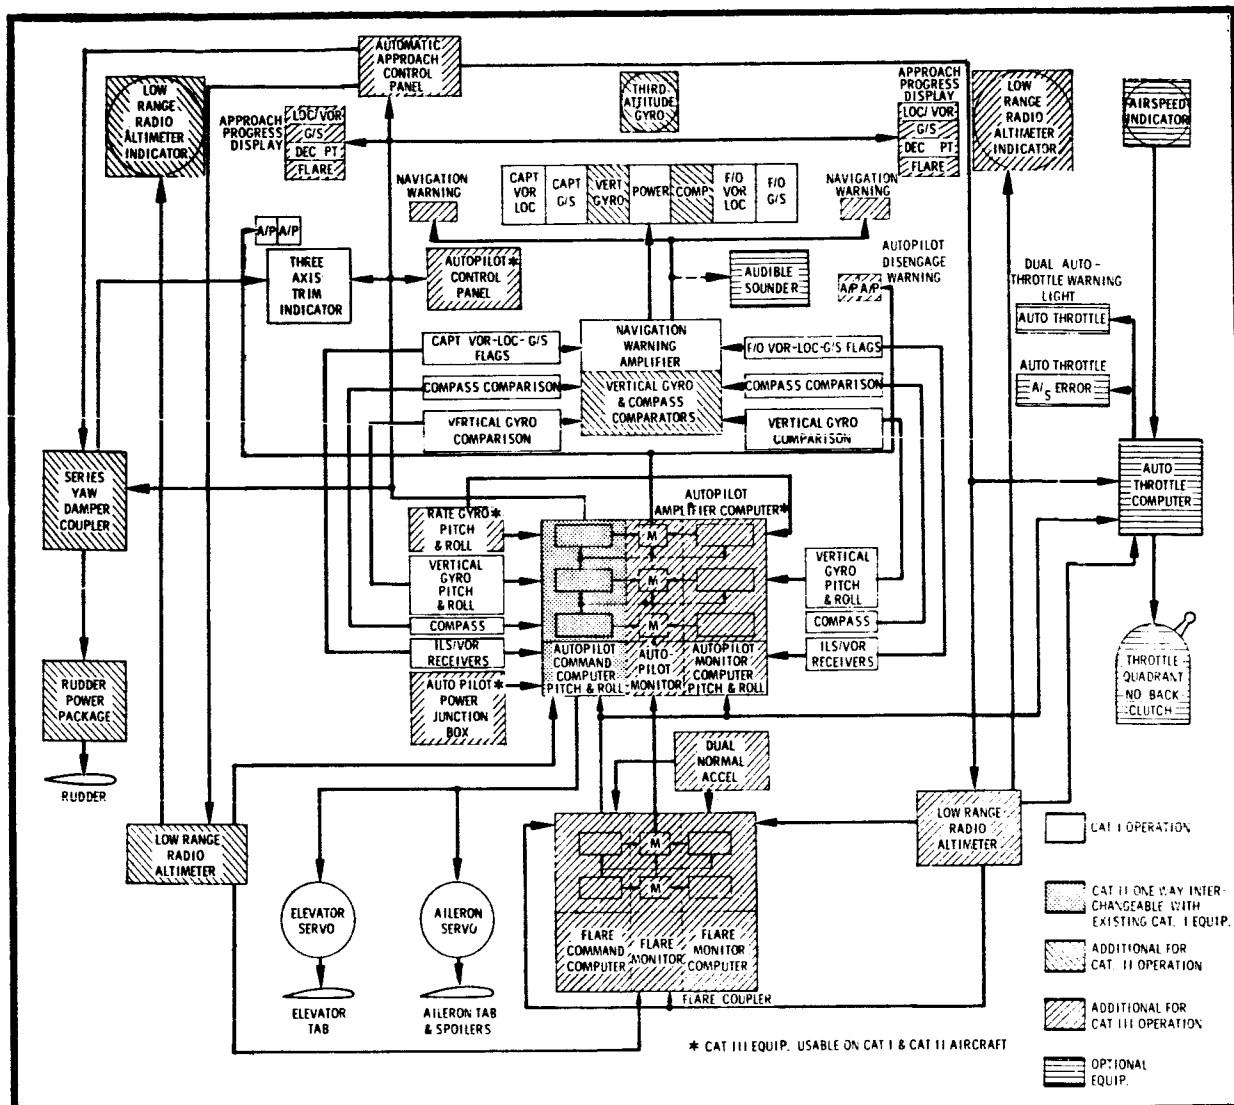 AUTOMATIC
APPROACH
CONTROL
PANEL
LOW
RANGE
RADIO
ALTIMETER
INDICATOR
APPROACH
PROGRESS
DISPLAY
LOC/VOR
G/S
DEC PT
FLARE
THIRD
ATTITUDE
GYRO
APPROACH
PROGRESS
DISPLAY
LOC/VOR
G/S
DEC PT
FLARE
LOW
RANGE
RADIO
ALTIMETER
INDICATOR
AIRSPEED
INDICATOR
NAVIGATION
WARNING
CAPT
VOR
LOC
CAPT
G/S
VERT
GYRO
POWER
COMP
F/O
VOR
LOC
F/O
G/S
NAVIGATION
WARNING
A/P A/P
THREE
AXIS
TRIM
INDICATOR
AUTOPILOT *
CONTROL
PANEL
AUDIBLE
SOUNDER
AUTOPILOT
DISENGAGE
WARNING
A/P A/P
DUAL AUTO-
THROTTLE WARNING
LIGHT
AUTO THROTTLE
AUTO THROTTLE
A/S ERROR
CAPT VOR-LOC-G/S
FLAGS
NAVIGATION
WARNING
AMPLIFIER
F/O VOR-LOC-G/S FLAGS
COMPASS COMPARISON
VERTICAL GYRO
& COMPASS
COMPARATORS
COMPASS COMPARISON
VERTICAL GYRO
COMPARISON
VERTICAL GYRO
COMPARISON
SERIES
YAW
DAMPER
COUPLER
AUTO
THROTTLE
COMPUTER
RATE GYRO *
PITCH
& ROLL
AUTOPILOT
AMPLIFIER COMPUTER *
M
VERTICAL
GYRO
PITCH
& ROLL
M
VERTICAL
GYRO
PITCH
& ROLL
COMPASS
M
COMPASS
ILS/VOR
RECEIVERS
AUTOPILOT
COMMAND
COMPUTER
PITCH & ROLL
AUTO-
PILOT
MONITOR
AUTOPILOT
MONITOR
COMPUTER
PITCH & ROLL
ILS/VOR
RECEIVERS
AUTO PILOT *
POWER
JUNCTION
BOX
THROTTLE
QUADRANT
NO BACK
CLUTCH
RUDDER
POWER
PACKAGE
RUDDER
DUAL
NORMAL
ACCEL
LOW RANGE
RADIO
ALTIMETER
LOW RANGE
RADIO
ALTIMETER
M
M
FLARE
COMMAND
COMPUTER
FLARE
MONITOR
FLARE
MONITOR
COMPUTER
FLARE COUPLER
ELEVATOR
SERVO
AILERON
SERVO
ELEVATOR
TAB
AILERON TAB
& SPOILERS
CAT I OPERATION
CAT II ONE WAY INTER-
CHANGEABLE WITH
EXISTING CAT. I EQUIP.
ADDITIONAL FOR
CAT. II OPERATION
ADDITIONAL FOR
CAT III OPERATION
OPTIONAL
EQUIP.
* CAT III EQUIP. USABLE ON CAT I & CAT II AIRCRAFT